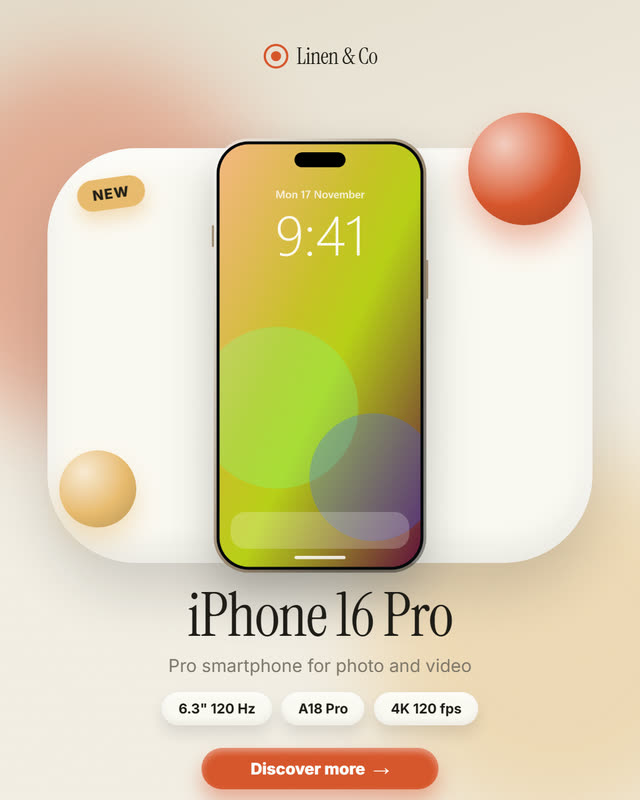 Linen & Co
NEW
Mon 17 November
9:41
iPhone 16 Pro
Pro smartphone for photo and video
6.3" 120 Hz
A18 Pro
4K 120 fps
Discover more →